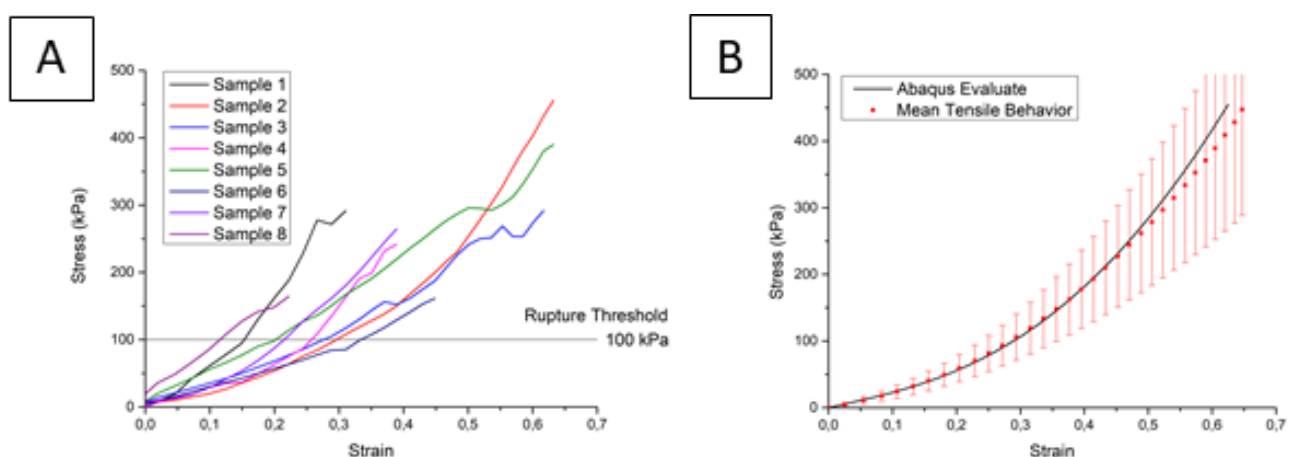 A
B
Stress (kPa)
500
400
300
200
100
0
Sample 1
Sample 2
Sample 3
Sample 4
Sample 5
Sample 6
Sample 7
Sample 8
Rupture Threshold
100 kPa
0,0 0,1 0,2 0,3 0,4 0,5 0,6 0,7
Strain
Stress (kPa)
500
400
300
200
100
0
Abaqus Evaluate
Mean Tensile Behavior
0,0 0,1 0,2 0,3 0,4 0,5 0,6 0,7
Strain